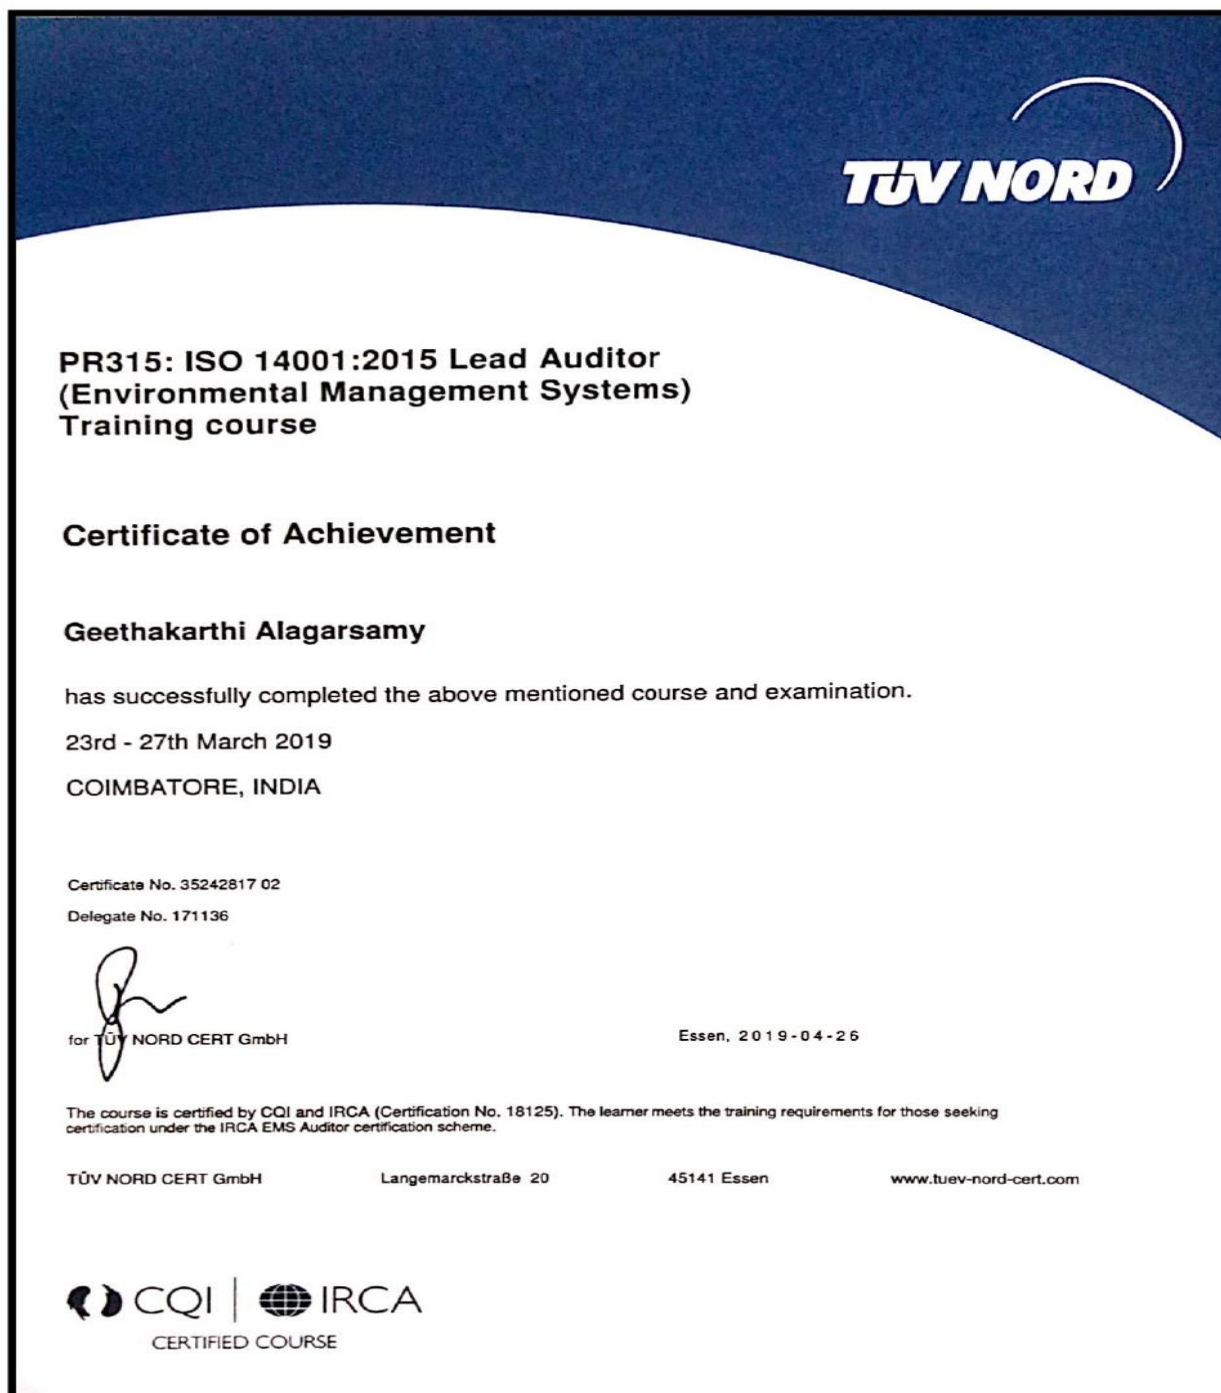 TÜV NORD
PR315: ISO 14001:2015 Lead Auditor
(Environmental Management Systems)
Training course
Certificate of Achievement
Geethakarthi Alagarsamy
has successfully completed the above mentioned course and examination.
23rd - 27th March 2019
COIMBATORE, INDIA
Certificate No. 35242817 02
Delegate No. 171136
for TÜV NORD CERT GmbH
Essen, 2019-04-26
The course is certified by CQI and IRCA (Certification No. 18125). The learner meets the training requirements for those seeking
certification under the IRCA EMS Auditor certification scheme.
TÜV NORD CERT GmbH Langemarckstraße 20 45141 Essen www.tuev-nord-cert.com
CQI | IRCA
CERTIFIED COURSE